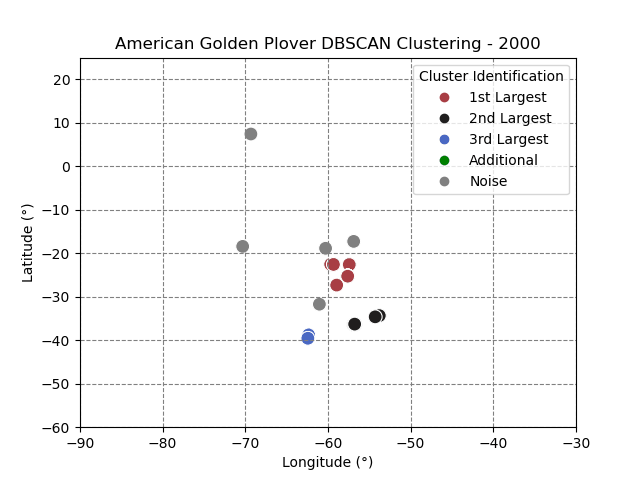 American Golden Plover DBSCAN Clustering - 2000
Cluster Identification
1st Largest
2nd Largest
3rd Largest
Additional
Noise
20
10
0
−10
−20
−30
−40
−50
−60
Latitude (°)
−90
−80
−70
−60
−50
−40
−30
Longitude (°)